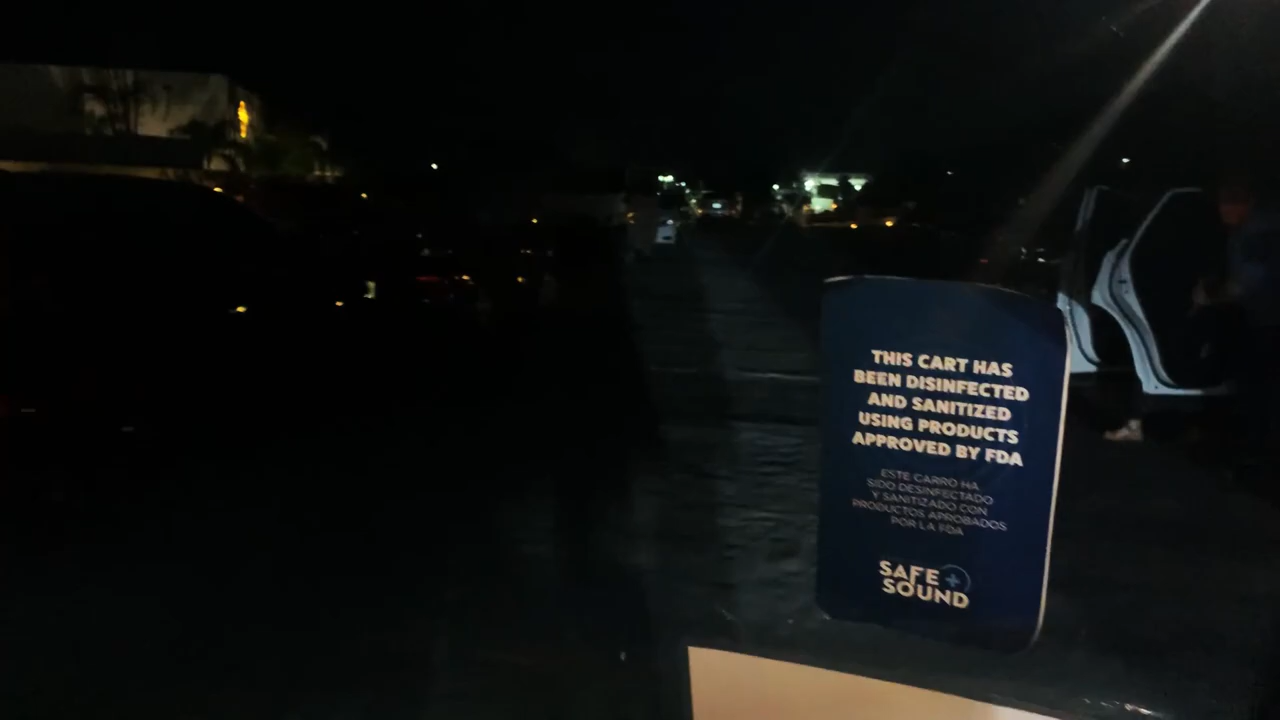 THIS CART HAS
BEEN DISINFECTED
AND SANITIZED
USING PRODUCTS
APPROVED BY FDA
ESTE CARRO HA
SIDO DESINFECTADO
Y SANITIZADO CON
PRODUCTOS APROBADOS
POR LA FDA
SAFE
SOUND